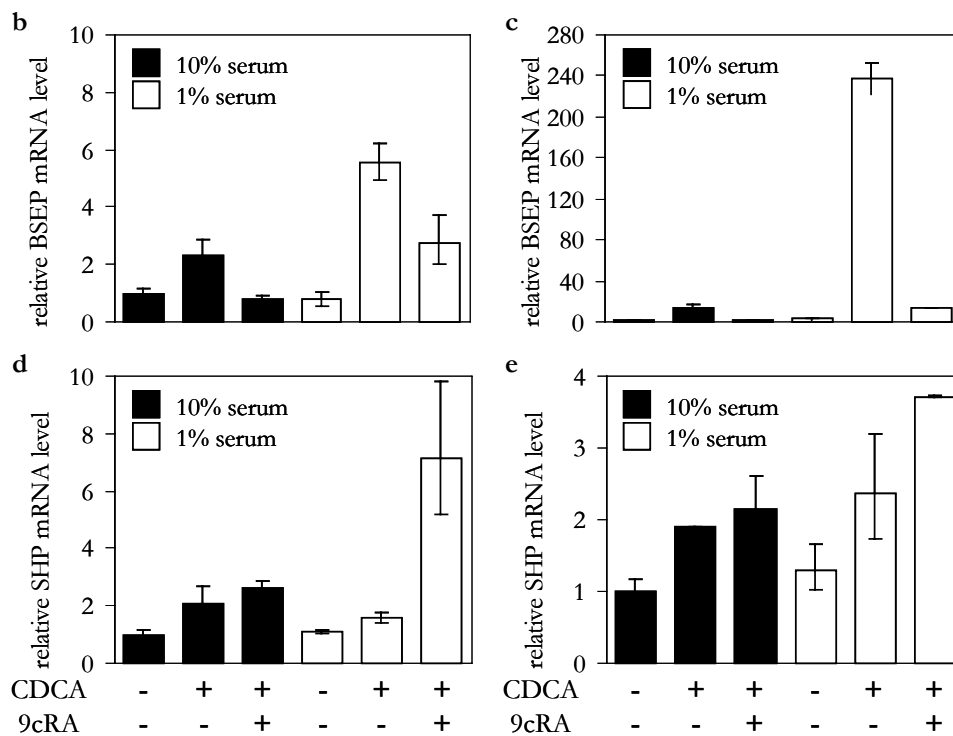 b
10
8
6
4
2
0
relative BSEP mRNA level
10% serum
1% serum
c
280
240
200
160
120
80
40
0
relative BSEP mRNA level
10% serum
1% serum
d
10
8
6
4
2
0
relative SHP mRNA level
10% serum
1% serum
e
4
3
2
1
0
relative SHP mRNA level
10% serum
1% serum
CDCA - + + - + +
9cRA - - + - - +
CDCA - + + - + +
9cRA - - + - - +